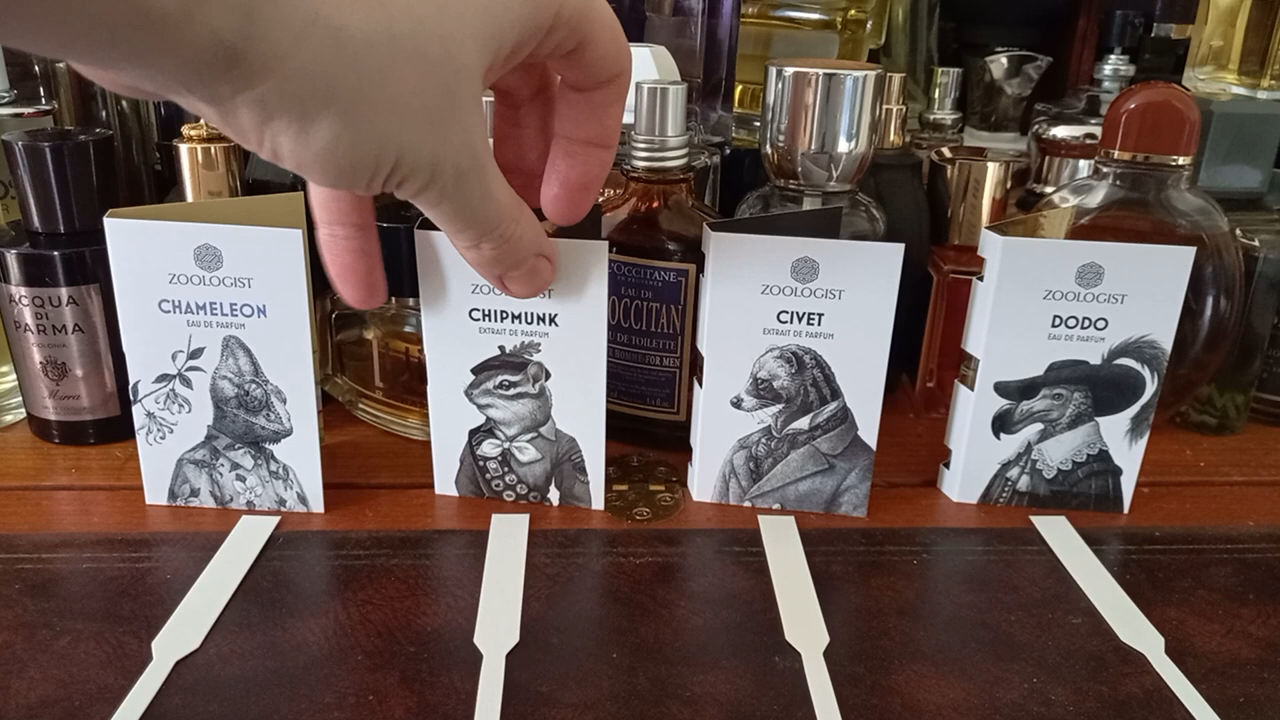 ACQUA
DI
PARMA
COLONIA
Mirra
ZOOLOGIST
CHAMELEON
EAU DE PARFUM
CHIPMUNK
EXTRAIT DE PARFUM
L'OCCITANE
EN PROVENCE
EAU DE
L'OCCITAN
EAU DE TOILETTE
HOMME·FOR MEN
ZOOLOGIST
CIVET
EXTRAIT DE PARFUM
ZOOLOGIST
DODO
EAU DE PARFUM